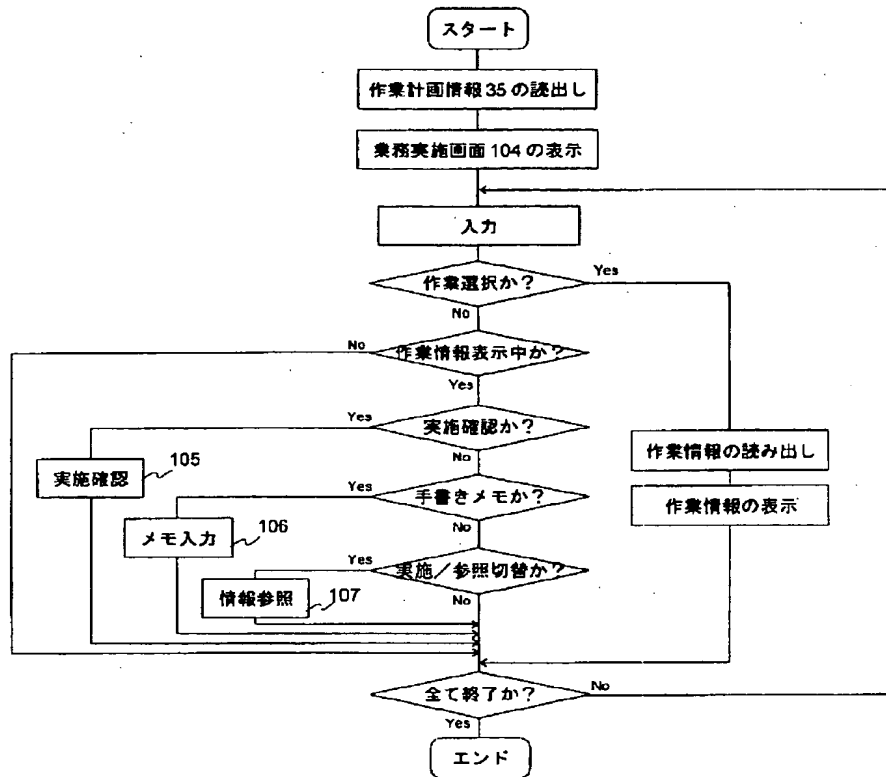 スタート
作業計画情報35の読出し
業務実施画面104の表示
入力
作業選択か？
Yes
No
作業情報表示中か？
No
Yes
実施確認か？
Yes
No
作業情報の読み出し
実施確認
105
手書きメモか？
Yes
No
作業情報の表示
メモ入力
106
実施／参照切替か？
Yes
No
情報参照
107
全て終了か？
No
Yes
エンド